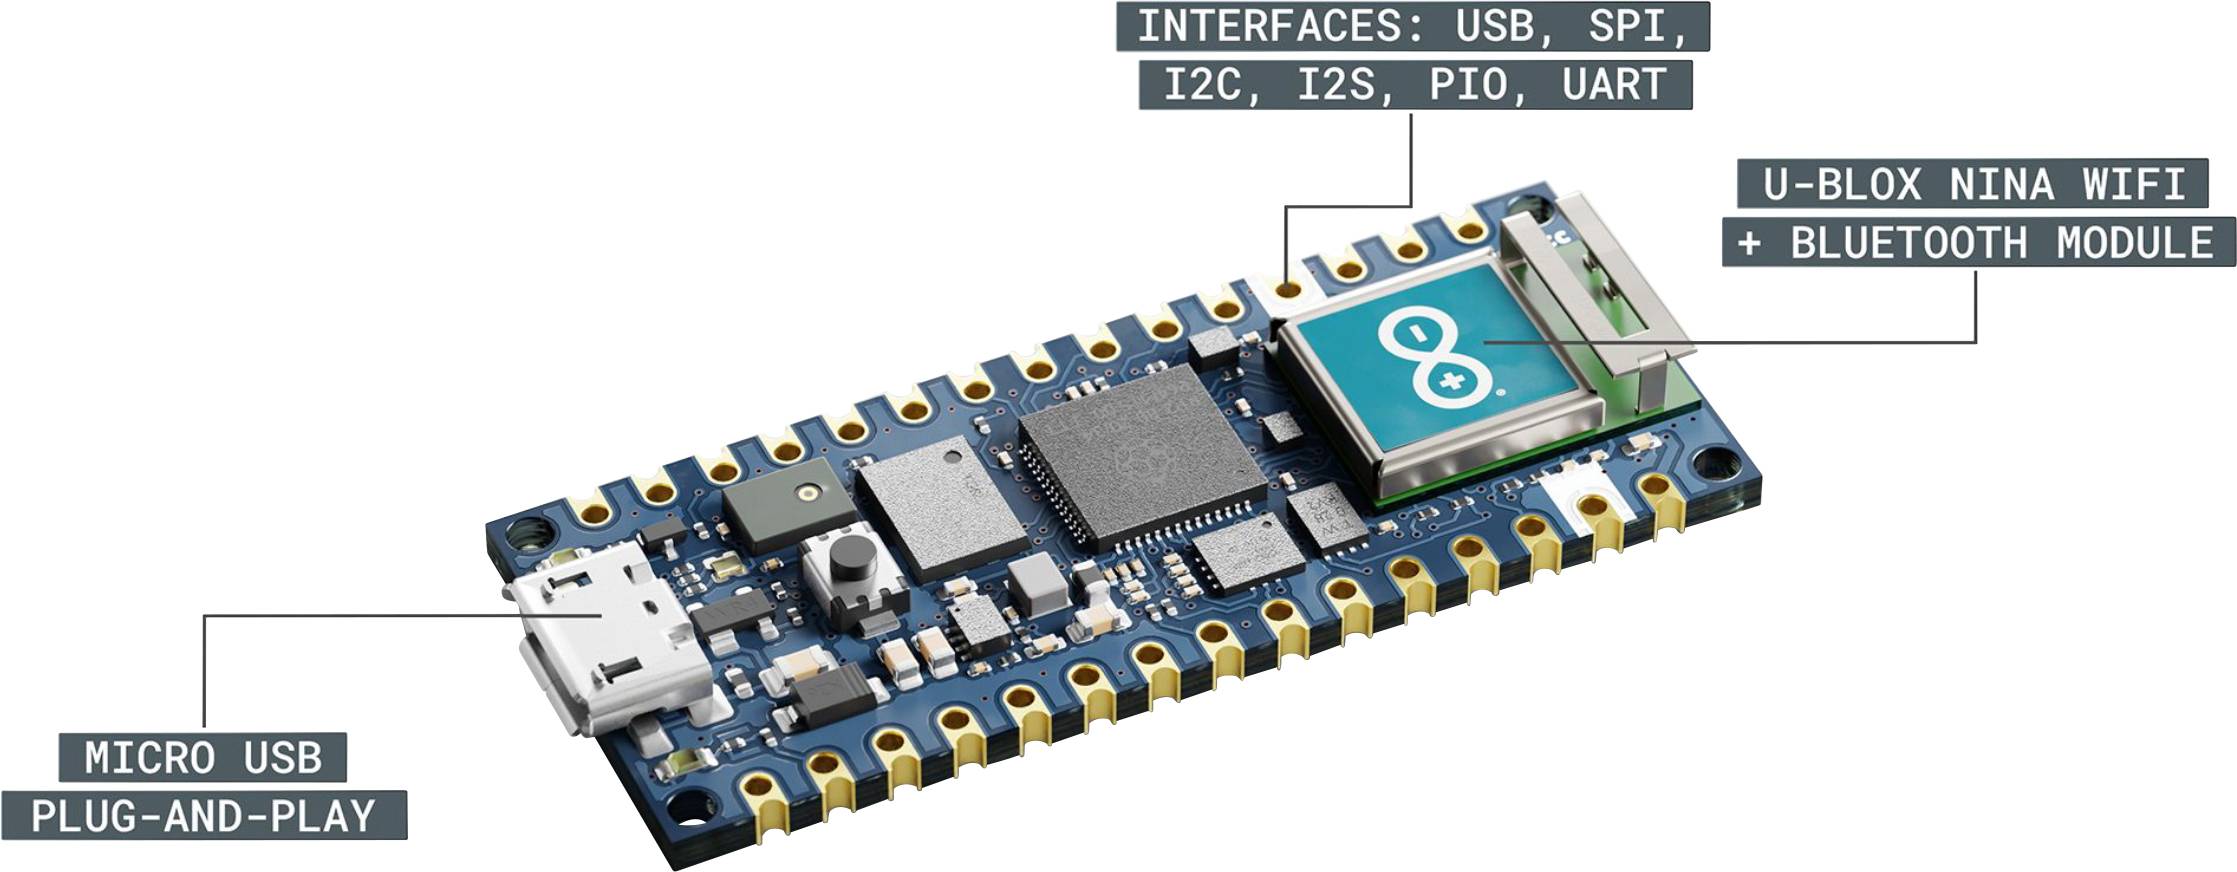 INTERFACES: USB, SPI,
I2C, I2S, PIO, UART
U-BLOX NINA WIFI
+ BLUETOOTH MODULE
MICRO USB
PLUG-AND-PLAY